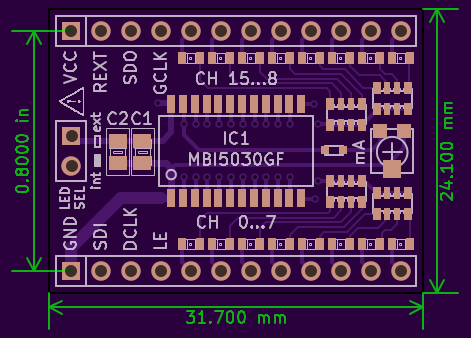 VCC
REXT
SDO
GCLK
CH 15...8
0.8000 in
ext
C2
C1
IC1
MBI5030GF
mA
24.100 mm
int
LED
SEL
CH 0...7
GND
SDI
DCLK
LE
31.700 mm